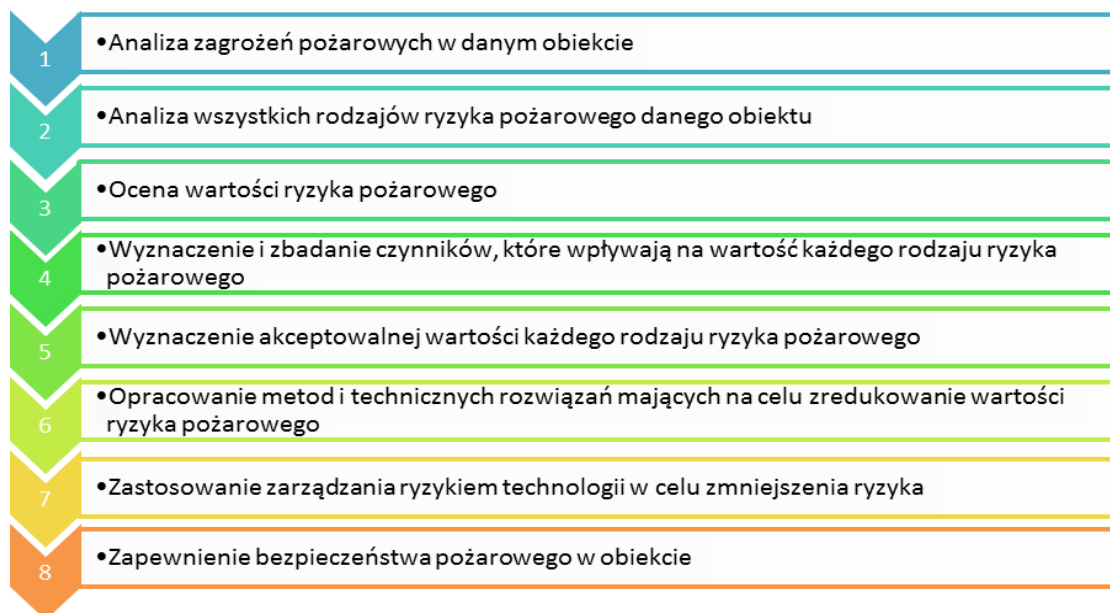 1
•Analiza zagrożeń pożarowych w danym obiekcie
2
•Analiza wszystkich rodzajów ryzyka pożarowego danego obiektu
3
•Ocena wartości ryzyka pożarowego
4
•Wyznaczenie i zbadanie czynników, które wpływają na wartość każdego rodzaju ryzyka
pożarowego
5
•Wyznaczenie akceptowalnej wartości każdego rodzaju ryzyka pożarowego
6
•Opracowanie metod i technicznych rozwiązań mających na celu zredukowanie wartości
ryzyka pożarowego
7
•Zastosowanie zarządzania ryzykiem technologii w celu zmniejszenia ryzyka
8
•Zapewnienie bezpieczeństwa pożarowego w obiekcie